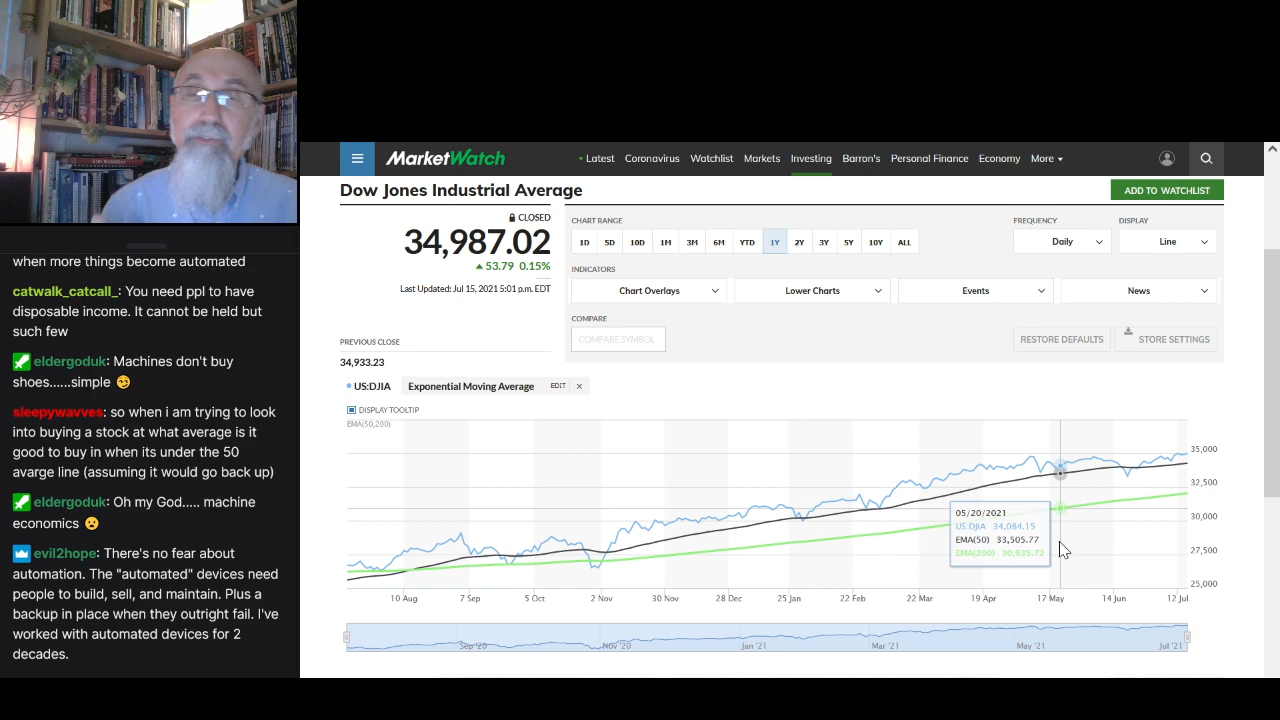 when more things become automated
catwalk_catcall_: You need ppl to have
disposable income. It cannot be held but
such few
eldergoduk: Machines don't buy
shoes......simple 😏
sleepywavves: so when i am trying to look
into buying a stock at what average is it
good to buy in when its under the 50
avarge line (assuming it would go back up)
eldergoduk: Oh my God..... machine
economics 😧
evil2hope: There's no fear about
automation. The "automated" devices need
people to build, sell, and maintain. Plus a
backup in place when they outright fail. I've
worked with automated devices for 2
decades.
MarketWatch
Latest Coronavirus Watchlist Markets Investing Barron's Personal Finance Economy More
Dow Jones Industrial Average
ADD TO WATCHLIST
CLOSED
34,987.02
53.79 0.15%
Last Updated: Jul 15, 2021 5:01 p.m. EDT
PREVIOUS CLOSE
34,933.23
CHART RANGE
1D 5D 10D 1M 3M 6M YTD 1Y 2Y 3Y 5Y 10Y ALL
FREQUENCY
Daily
DISPLAY
Line
INDICATORS
Chart Overlays
Lower Charts
Events
News
COMPARE
COMPARE SYMBOL
RESTORE DEFAULTS
STORE SETTINGS
US:DJIA
Exponential Moving Average EDIT ×
DISPLAY TOOLTIP
EMA(50,200)
35,000
32,500
30,000
27,500
25,000
05/20/2021
US:DJIA 34,084.15
EMA(50) 33,505.77
EMA(200) 30,935.72
10 Aug 7 Sep 5 Oct 2 Nov 30 Nov 28 Dec 25 Jan 22 Feb 22 Mar 19 Apr 17 May 14 Jun 12 Jul
Sep '20 Nov '20 Jan '21 Mar '21 May '21 Jul '21